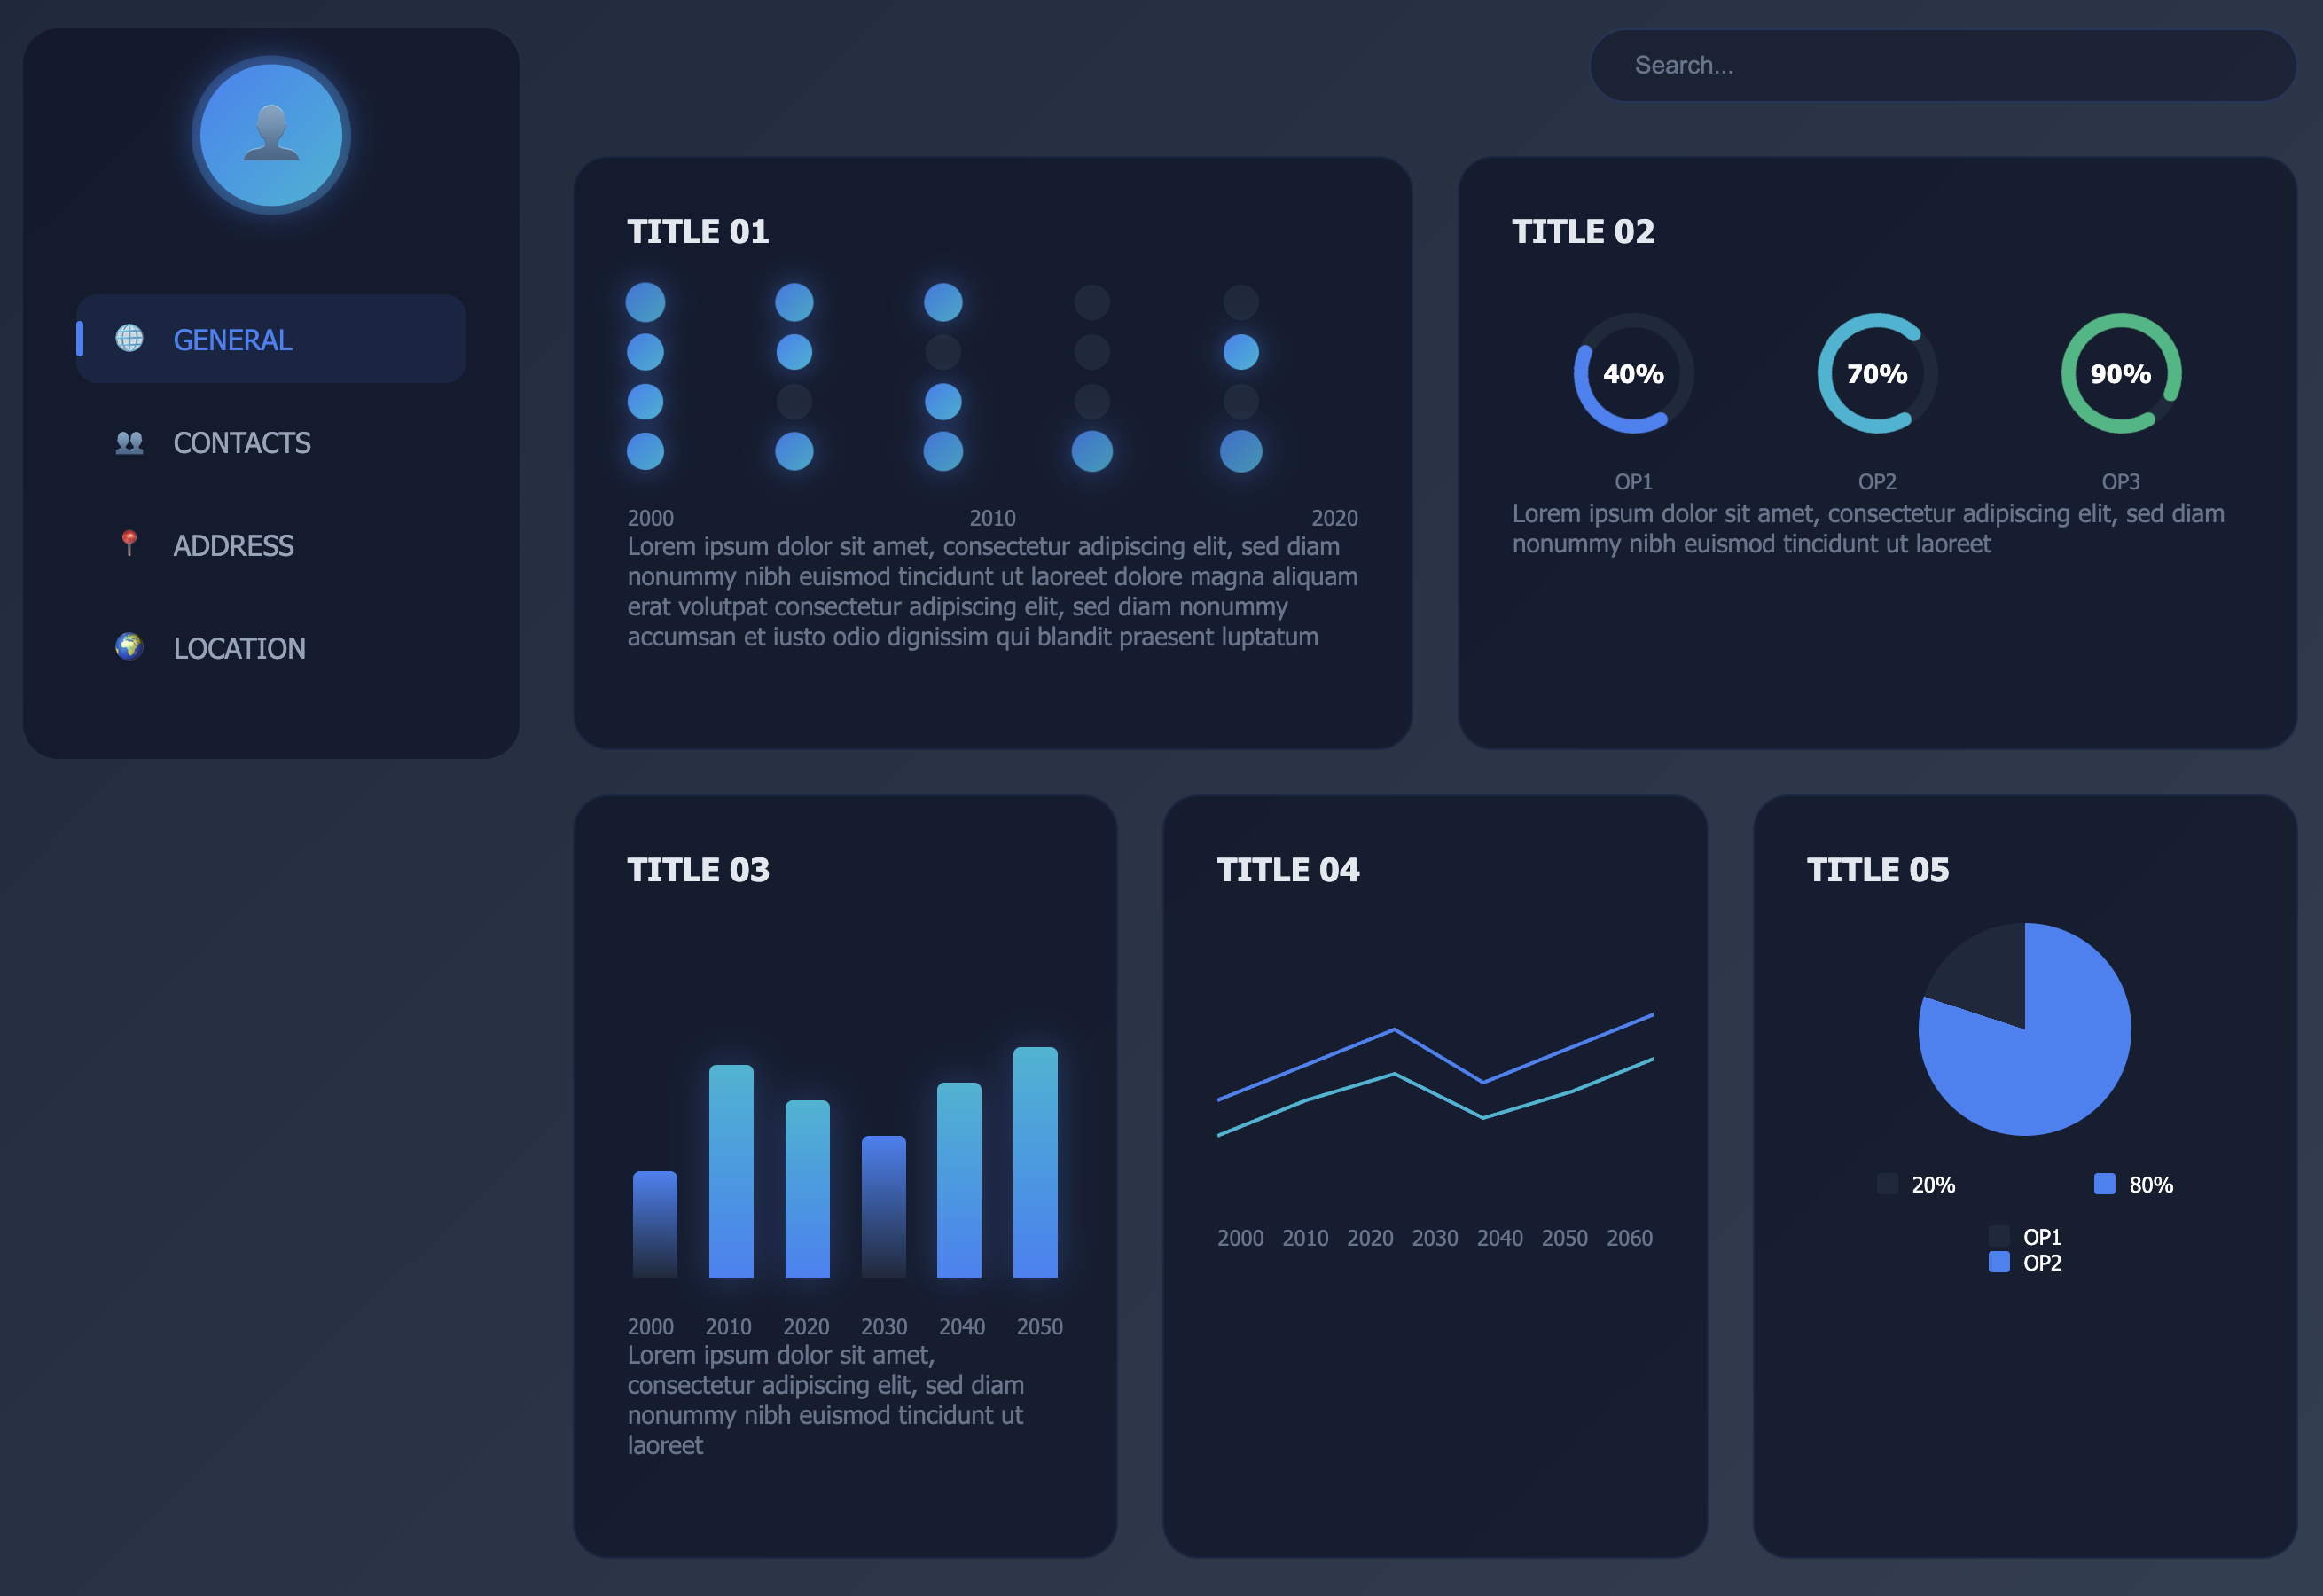 Search...
GENERAL
CONTACTS
ADDRESS
LOCATION
TITLE 01
2000 2010 2020
Lorem ipsum dolor sit amet, consectetur adipiscing elit, sed diam
nonummy nibh euismod tincidunt ut laoreet dolore magna aliquam
erat volutpat consectetur adipiscing elit, sed diam nonummy
accumsan et iusto odio dignissim qui blandit praesent luptatum
TITLE 02
40% 70% 90%
OP1 OP2 OP3
Lorem ipsum dolor sit amet, consectetur adipiscing elit, sed diam
nonummy nibh euismod tincidunt ut laoreet
TITLE 03
2000 2010 2020 2030 2040 2050
Lorem ipsum dolor sit amet,
consectetur adipiscing elit, sed diam
nonummy nibh euismod tincidunt ut
laoreet
TITLE 04
2000 2010 2020 2030 2040 2050 2060
TITLE 05
20% 80%
OP1
OP2